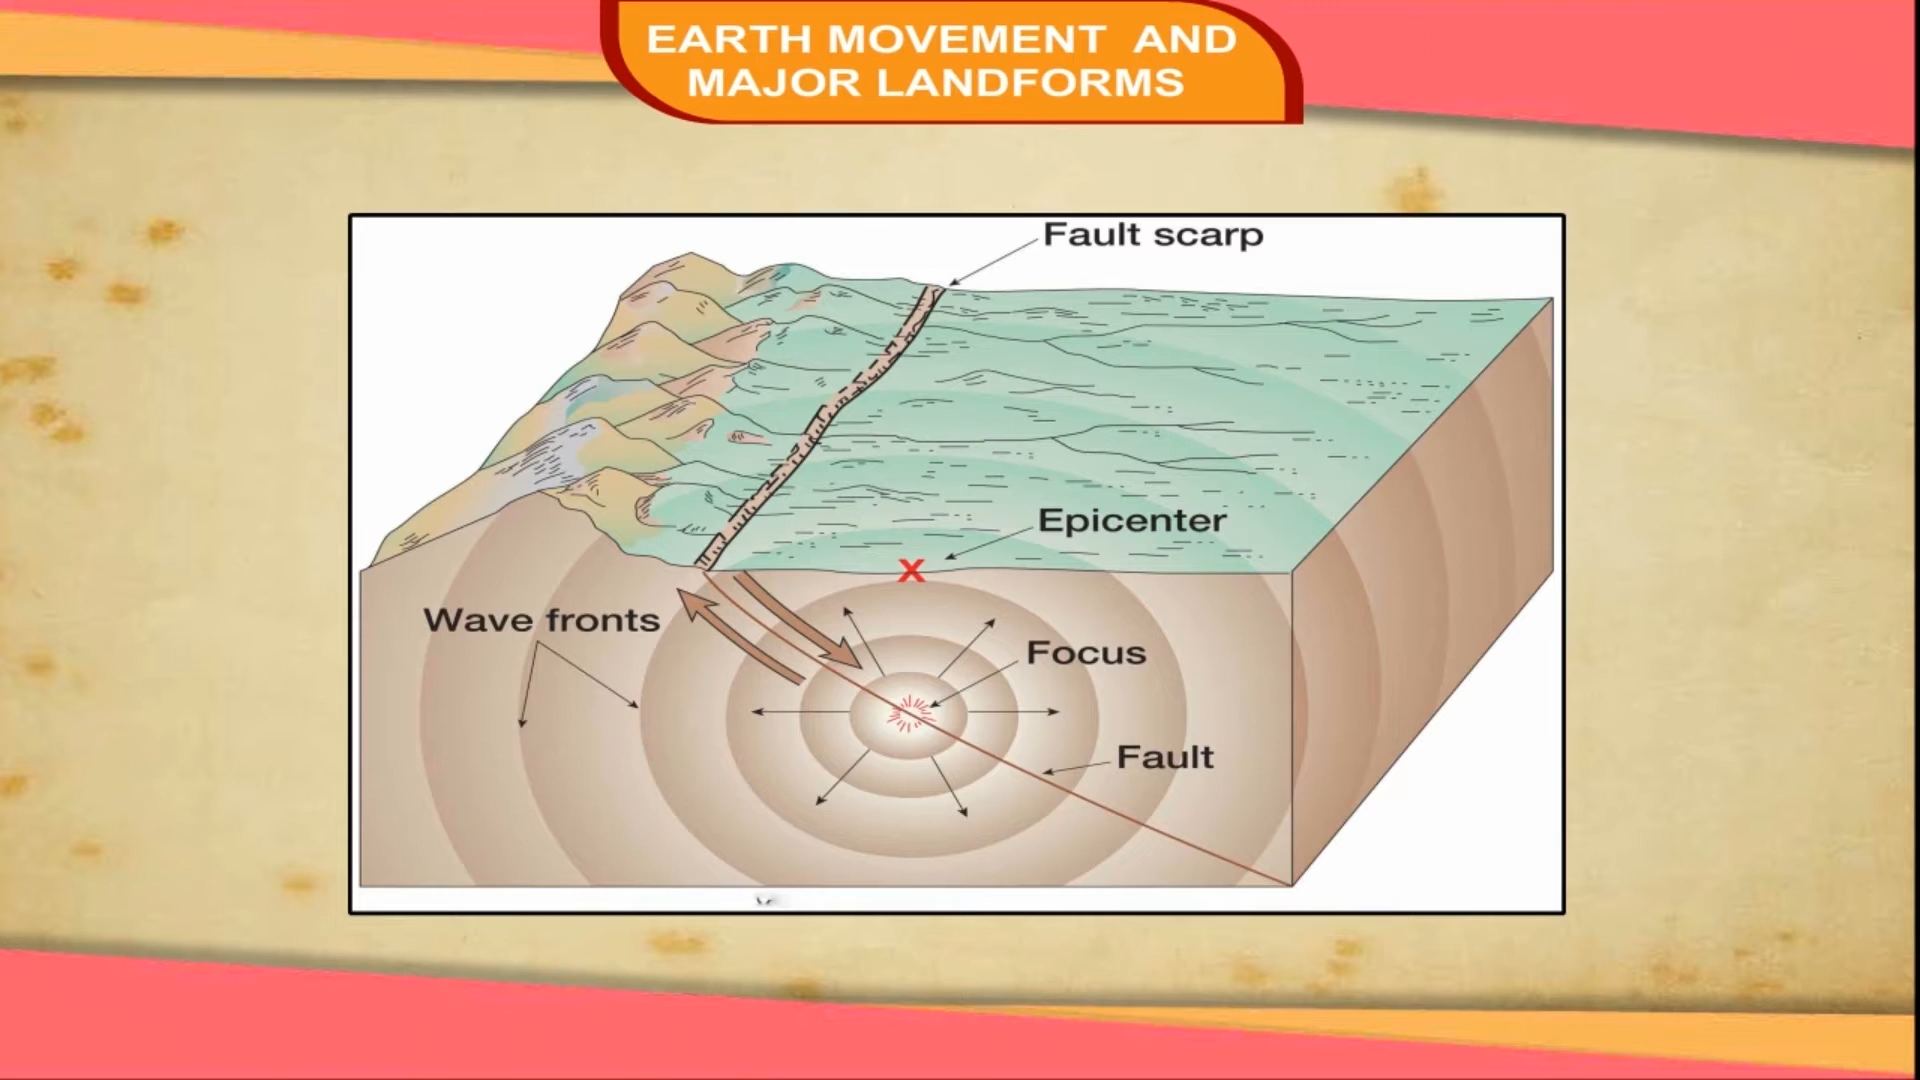 EARTH MOVEMENT AND
MAJOR LANDFORMS
Fault scarp
Epicenter
X
Wave fronts
Focus
Fault